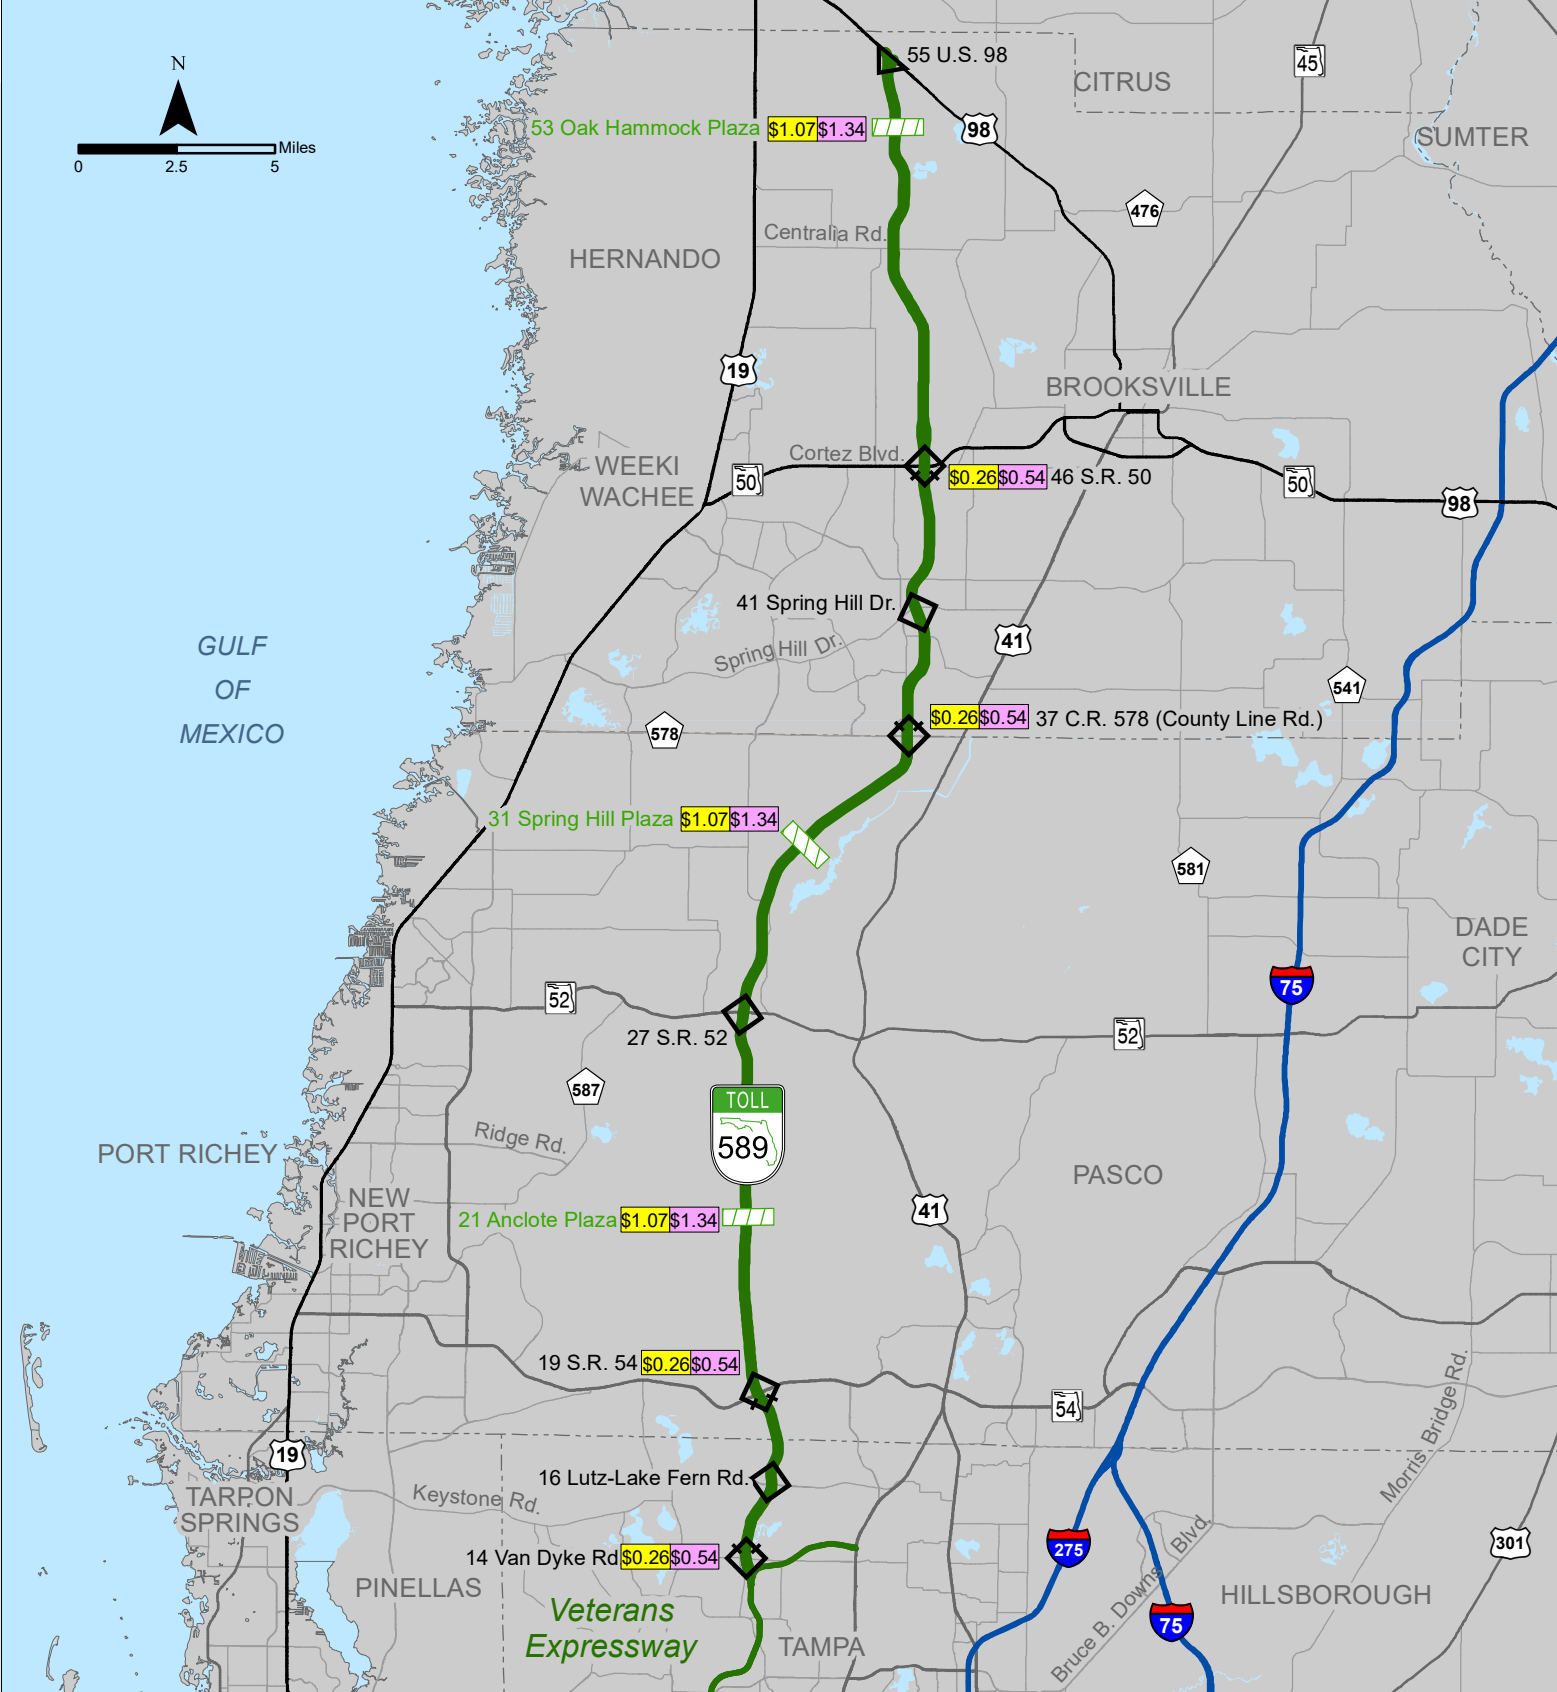 55 U.S. 98
45
CITRUS
N
Miles
0 2.5 5
53 Oak Hammock Plaza $1.07 $1.34
98
SUMTER
476
Centralia Rd.
HERNANDO
19
BROOKSVILLE
Cortez Blvd.
WEEKI
WACHEE
50
$0.26 $0.54 46 S.R. 50
50
98
41 Spring Hill Dr.
41
GULF
OF
MEXICO
Spring Hill Dr.
541
578
$0.26 $0.54 37 C.R. 578 (County Line Rd.)
31 Spring Hill Plaza $1.07 $1.34
581
DADE
CITY
75
52
27 S.R. 52
52
587
TOLL
589
Ridge Rd.
PORT RICHEY
PASCO
NEW
PORT
RICHEY
41
21 Anclote Plaza $1.07 $1.34
19 S.R. 54 $0.26 $0.54
54
Morris Bridge Rd.
19
16 Lutz-Lake Fern Rd.
TARPON
SPRINGS
Keystone Rd.
Bruce B. Downs Blvd.
275
301
14 Van Dyke Rd $0.26 $0.54
PINELLAS
HILLSBOROUGH
Veterans
Expressway
TAMPA
75